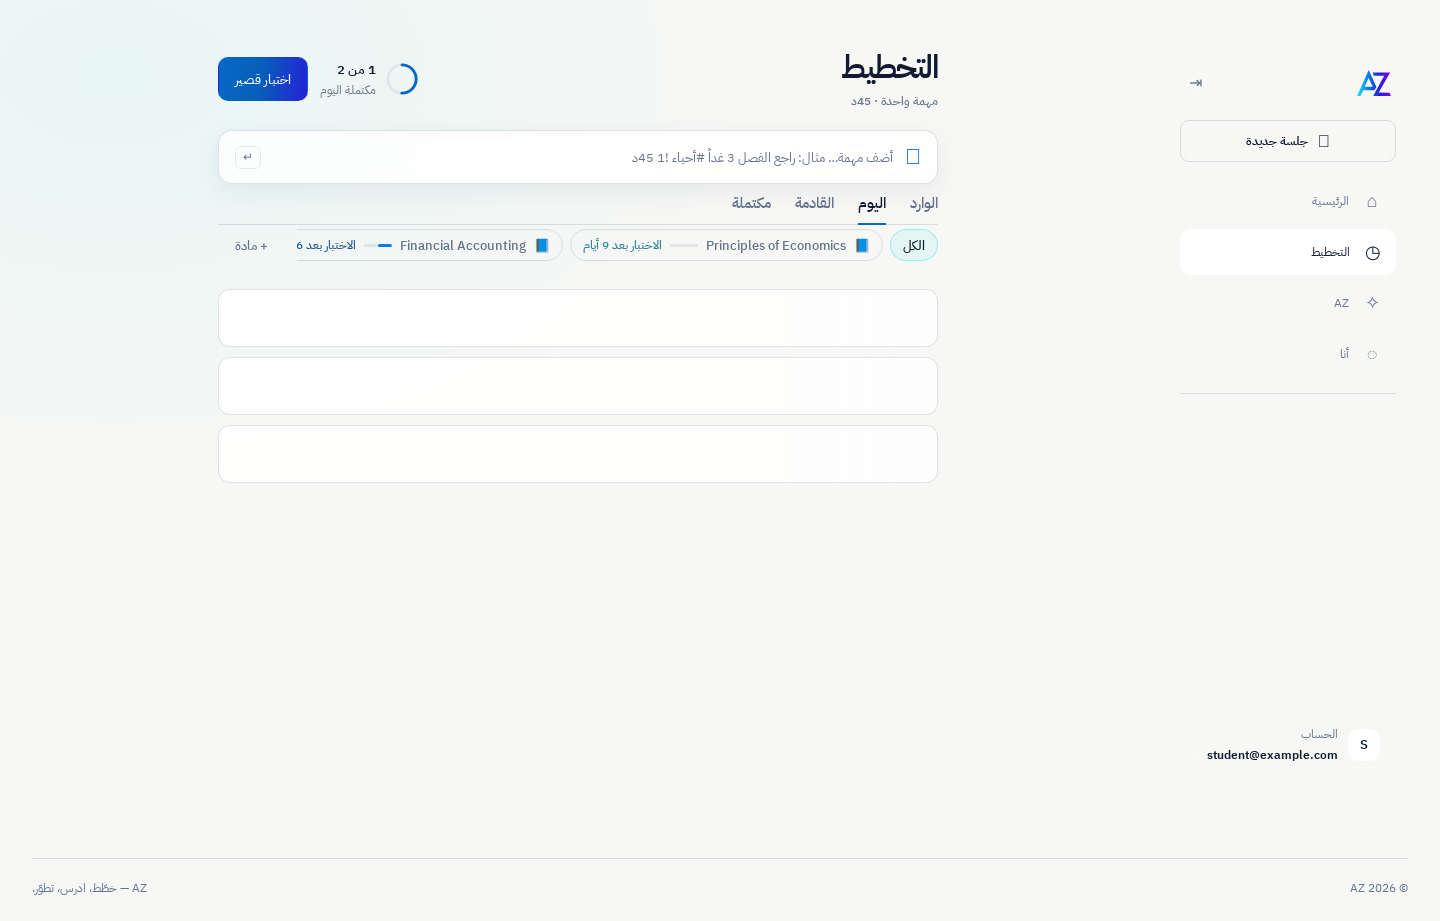 AZ
جلسة جديدة
الرئيسية
التخطيط
AZ
أنا
الحساب
S
student@example.com
التخطيط
مهمة واحدة · 45د
1 من 2
مكتملة اليوم
اختبار قصير
أضف مهمة... مثال: راجع الفصل 3 غداً #أحياء !1 45د
الوارد اليوم القادمة مكتملة
الكل
Principles of Economics الاختبار بعد 9 أيام
Financial Accounting الاختبار بعد 6
+ مادة
© 2026 AZ
AZ — خطّط، ادرس، تطوّر.